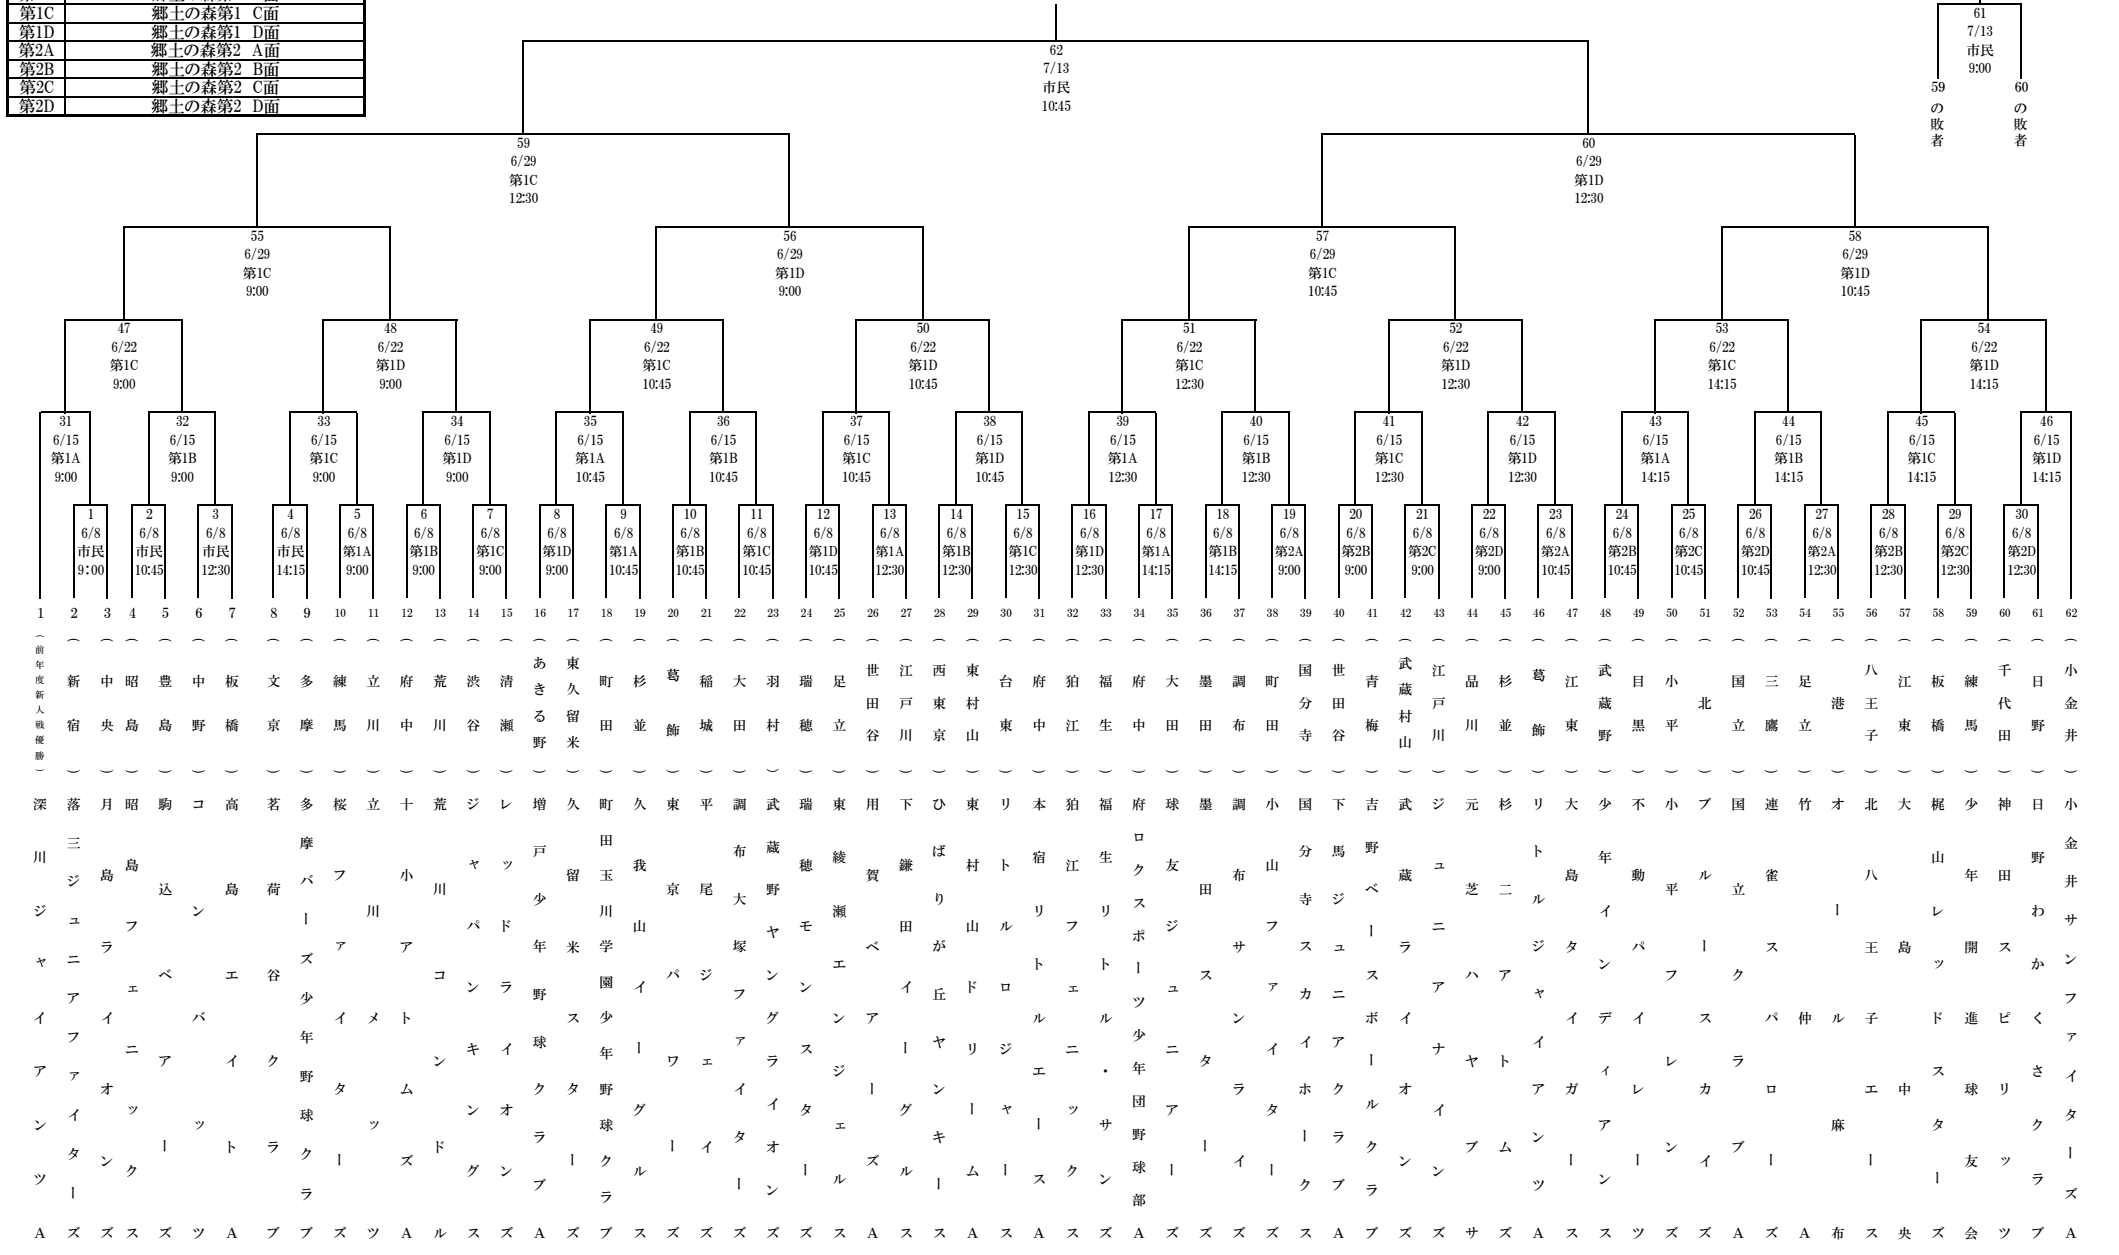 第1C 郷土の森第1 C面
第1D 郷土の森第1 D面
第2A 郷土の森第2 A面
第2B 郷土の森第2 B面
第2C 郷土の森第2 C面
第2D 郷土の森第2 D面
61
7/13
市民
9:00
59の敗者
60の敗者
62
7/13
市民
10:45
59
6/29
第1C
12:30
60
6/29
第1D
12:30
55
6/29
第1C
9:00
56
6/29
第1D
9:00
57
6/29
第1C
10:45
58
6/29
第1D
10:45
47
6/22
第1C
9:00
48
6/22
第1D
9:00
49
6/22
第1C
10:45
50
6/22
第1D
10:45
51
6/22
第1C
12:30
52
6/22
第1D
12:30
53
6/22
第1C
14:15
54
6/22
第1D
14:15
31
6/15
第1A
9:00
32
6/15
第1B
9:00
33
6/15
第1C
9:00
34
6/15
第1D
9:00
35
6/15
第1A
10:45
36
6/15
第1B
10:45
37
6/15
第1C
10:45
38
6/15
第1D
10:45
39
6/15
第1A
12:30
40
6/15
第1B
12:30
41
6/15
第1C
12:30
42
6/15
第1D
12:30
43
6/15
第1A
14:15
44
6/15
第1B
14:15
45
6/15
第1C
14:15
46
6/15
第1D
14:15
1
6/8
市民
9:00
2
6/8
市民
10:45
3
6/8
市民
12:30
4
6/8
市民
14:15
5
6/8
第1A
9:00
6
6/8
第1B
9:00
7
6/8
第1C
9:00
8
6/8
第1D
9:00
9
6/8
第1A
10:45
10
6/8
第1B
10:45
11
6/8
第1C
10:45
12
6/8
第1D
10:45
13
6/8
第1A
12:30
14
6/8
第1B
12:30
15
6/8
第1C
12:30
16
6/8
第1D
12:30
17
6/8
第1A
14:15
18
6/8
第1B
14:15
19
6/8
第2A
9:00
20
6/8
第2B
9:00
21
6/8
第2C
9:00
22
6/8
第2D
9:00
23
6/8
第2A
10:45
24
6/8
第2B
10:45
25
6/8
第2C
10:45
26
6/8
第2D
10:45
27
6/8
第2A
12:30
28
6/8
第2B
12:30
29
6/8
第2C
12:30
30
6/8
第2D
12:30
1（前年度新人戦優勝）深川ジャイアンツA
2（新宿）落三ジュニアファイターズ
3（中央）月島ライオンズ
4（昭島）昭島フェニックス
5（豊島）駒込ベアーズ
6（中野）コンバッツ
7（板橋）高島エイトA
8（文京）茗荷谷クラブ
9（多摩）多摩バーズ少年野球クラブ
10（練馬）桜ファイターズ
11（立川）立川メッツ
12（府中）十小アトムズA
13（荒川）荒川コンドル
14（渋谷）ジャパンキングス
15（清瀬）レッドライオンズ
16（あきる野）増戸少年野球クラブA
17（東久留米）久留米スターズ
18（町田）町田玉川学園少年野球クラブ
19（杉並）久我山イーグルス
20（葛飾）東京パワーズ
21（稲城）平尾ジェイズ
22（大田）調布大塚ファイターズ
23（羽村）武蔵野ヤングライオンズ
24（瑞穂）瑞穂モンスターズ
25（足立）東綾瀬エンジェルス
26（世田谷）用賀ベアーズA
27（江戸川）下鎌田イーグルス
28（西東京）ひばりが丘ヤンキース
29（東村山）東村山ドリームA
30（台東）リトルロジャース
31（府中）本宿リトルエースA
32（狛江）狛江フェニックス
33（福生）福生リトル・サンズ
34（府中）府ロクスポーツ少年団野球部A
35（大田）球友ジュニアーズ
36（墨田）墨田スターズ
37（調布）調布サンライズ
38（町田）小山ファイターズ
39（国分寺）国分寺スカイホークス
40（世田谷）下馬ジュニアクラブA
41（青梅）吉野ベースボールクラブ
42（武蔵村山）武蔵ライオンズ
43（江戸川）ジュニアナインズ
44（品川）元芝ハヤブサ
45（杉並）杉二アトムズ
46（葛飾）リトルジャイアンツA
47（江東）大島タイガース
48（武蔵野）少年インディアンス
49（目黒）不動パイレーツ
50（小平）小平フレンズ
51（北）ブルースカイズ
52（国立）国立クラブA
53（三鷹）連雀スパローズ
54（足立）竹仲A
55（港）オール麻布
56（八王子）北八王子エース
57（江東）大島中央
58（板橋）梶山レッドスターズ
59（練馬）少年開進球友会
60（千代田）神田スピリッツ
61（日野）日野わかくさクラブ
62（小金井）小金井サンファイターズA